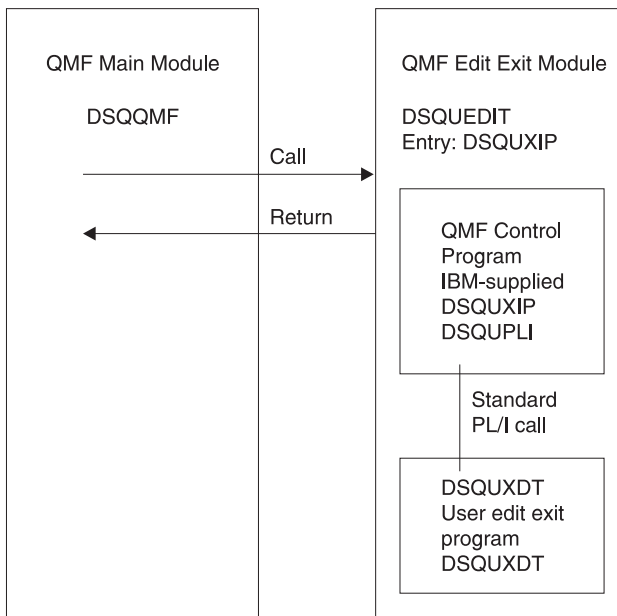 QMF Main Module
DSQQMF
Call
Return
QMF Edit Exit Module
DSQUEDIT
Entry: DSQUXIP
QMF Control
Program
IBM-supplied
DSQUXIP
DSQUPLI
Standard
PL/I call
DSQUXDT
User edit exit
program
DSQUXDT